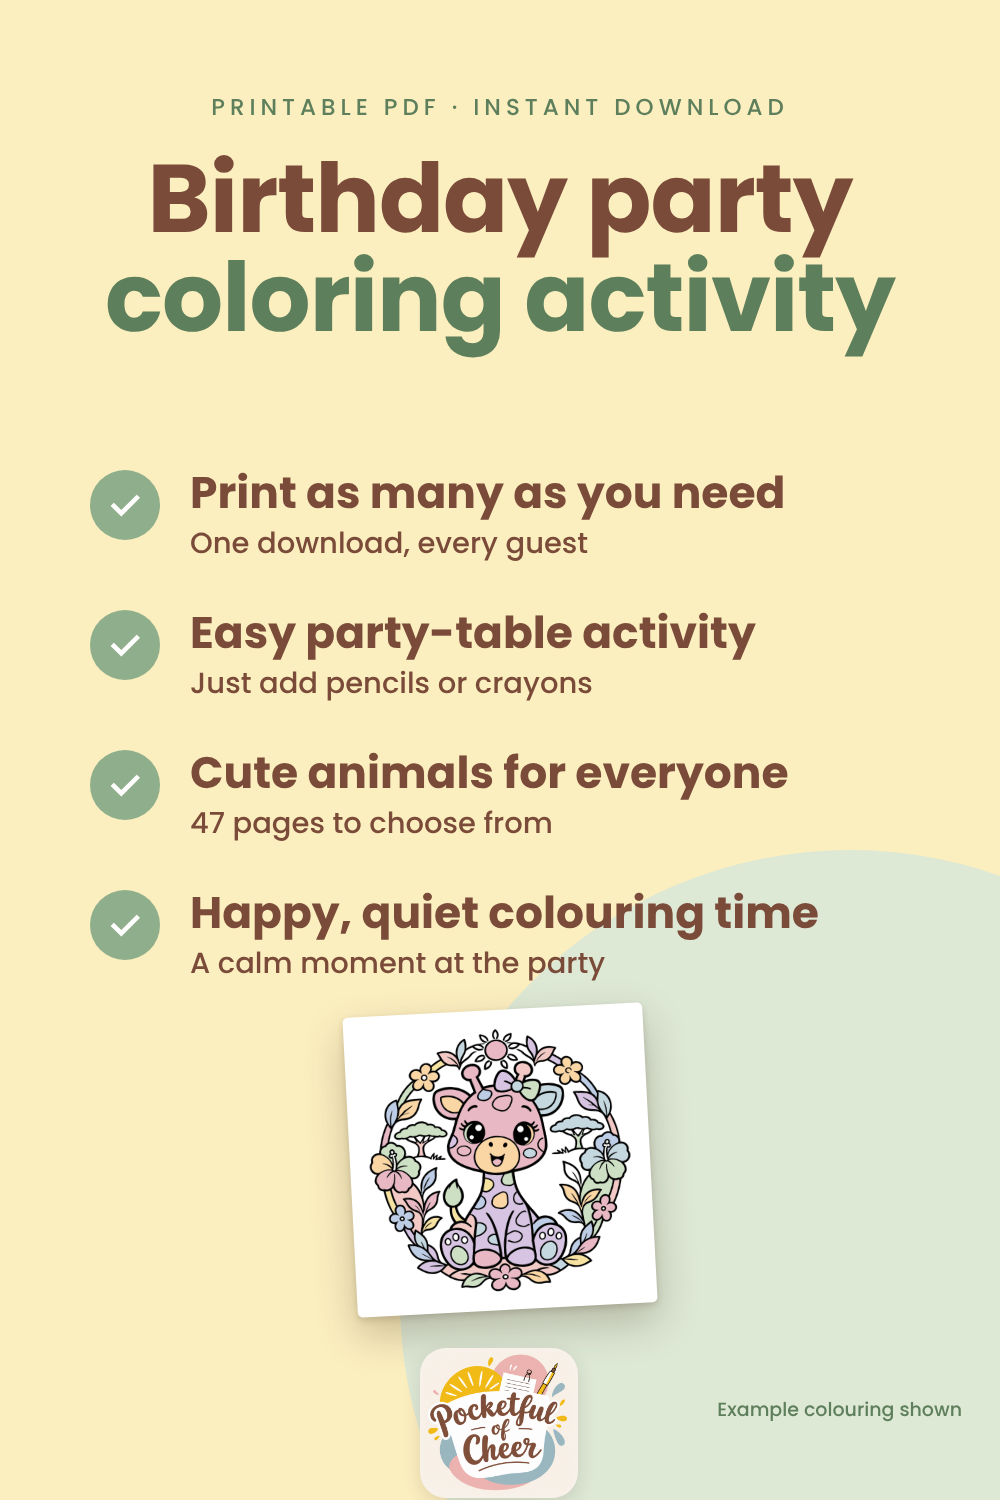 PRINTABLE PDF · INSTANT DOWNLOAD
Birthday party
coloring activity
Print as many as you need
One download, every guest
Easy party-table activity
Just add pencils or crayons
Cute animals for everyone
47 pages to choose from
Happy, quiet colouring time
A calm moment at the party
Pocketful
of
Cheer
Example colouring shown